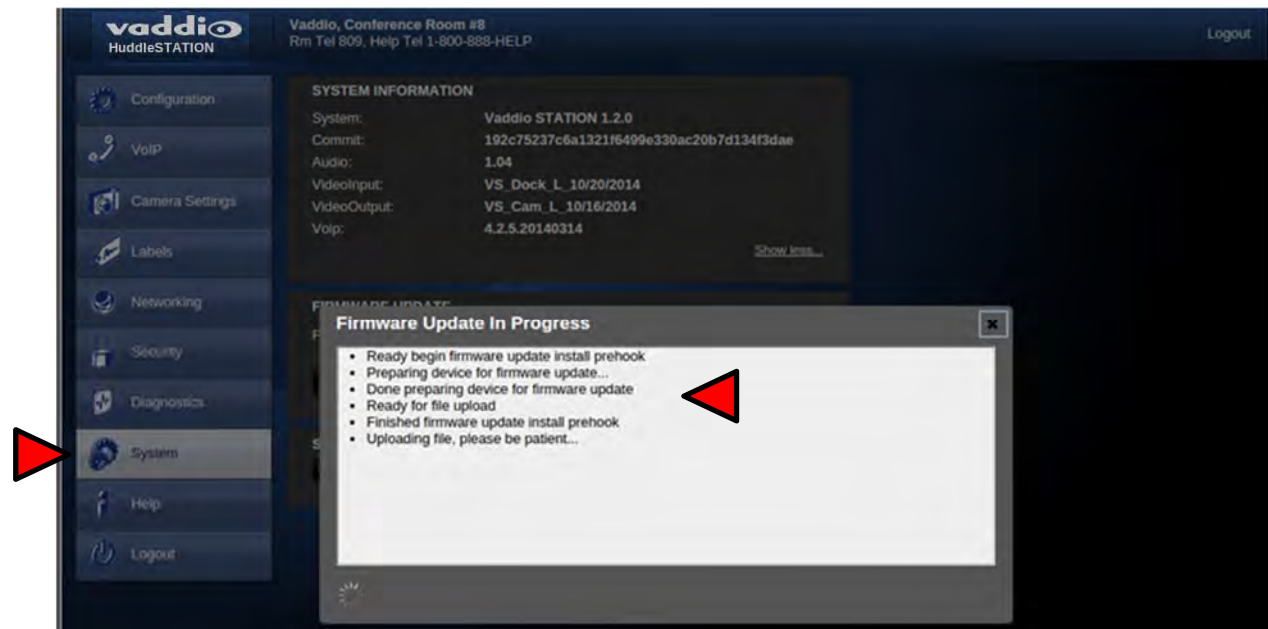 vaddio
HuddleSTATION
Vaddio, Conference Room #8
Rm Tel 809, Help Tel 1-800-888-HELP
Logout
Configuration
VoIP
Camera Settings
Labels
Networking
Security
Diagnostics
System
Help
Logout
SYSTEM INFORMATION
System: Vaddio STATION 1.2.0
Commit: 192c75237c6a1321f6499e330ac20b7d134f3dae
Audio: 1.04
VideoInput: VS_Dock_L_10/20/2014
VideoOutput: VS_Cam_L_10/16/2014
Voip: 4.2.5.20140314
Show less...
FIRMWARE UPDATE
Firmware Update In Progress
• Ready begin firmware update install prehook
• Preparing device for firmware update...
• Done preparing device for firmware update
• Ready for file upload
• Finished firmware update install prehook
• Uploading file, please be patient...